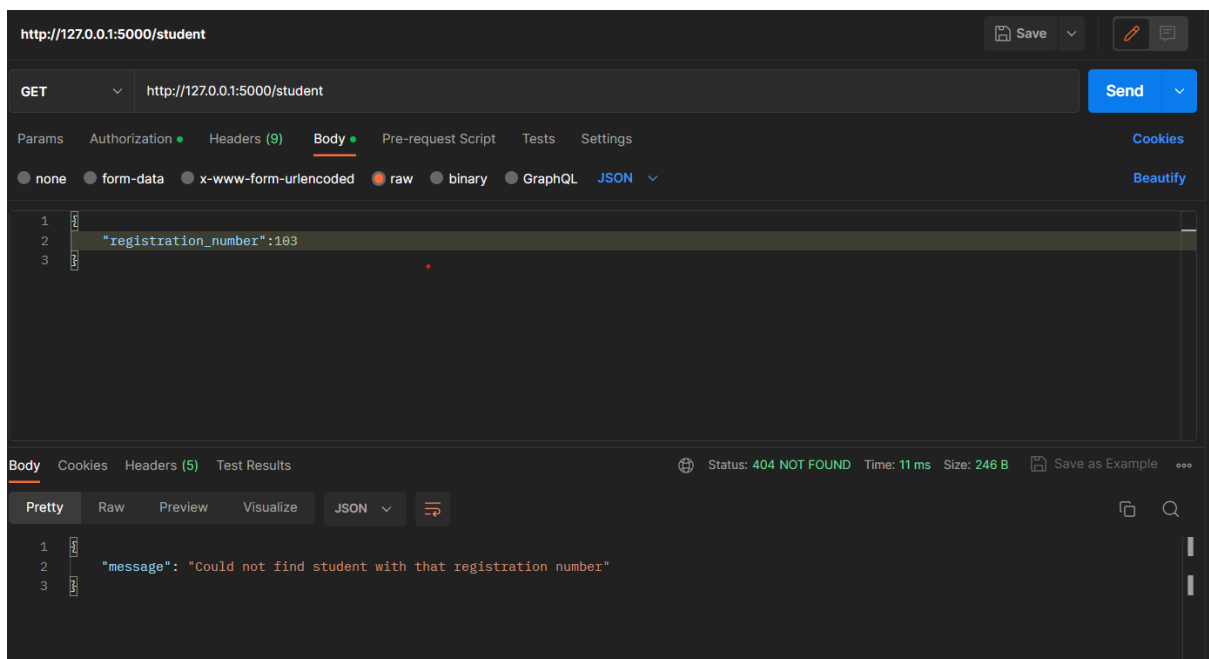 http://127.0.0.1:5000/student Save
GET http://127.0.0.1:5000/student Send
Params Authorization Headers (9) Body Pre-request Script Tests Settings Cookies
none form-data x-www-form-urlencoded raw binary GraphQL JSON Beautify
1 {
2 "registration_number":103
3 }
Body Cookies Headers (5) Test Results Status: 404 NOT FOUND Time: 11 ms Size: 246 B Save as Example
Pretty Raw Preview Visualize JSON
1 {
2 "message": "Could not find student with that registration number"
3 }